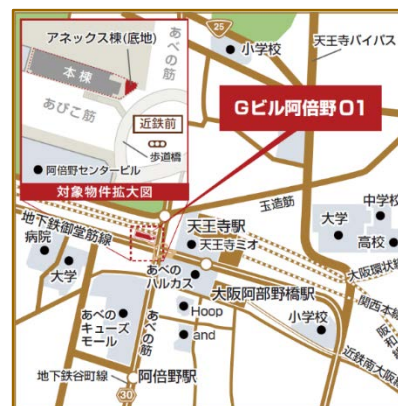 あべの筋
アネックス棟(底地)
本棟
あびこ筋
近鉄前
歩道橋
阿倍野センタービル
対象物件拡大図
25
小学校
天王寺バイパス
Gビル阿倍野01
玉造筋
地下鉄御堂筋線
病院
大学
天王寺駅
天王寺ミオ
大学
中学校
高校
大阪環状線
あべの
ハルカス
大阪阿部野橋駅
関西本線
阪和線
Hoop
and
小学校
あべの
キューズ
モール
あべの筋
近鉄南大阪線
地下鉄谷町線
阿倍野駅
30